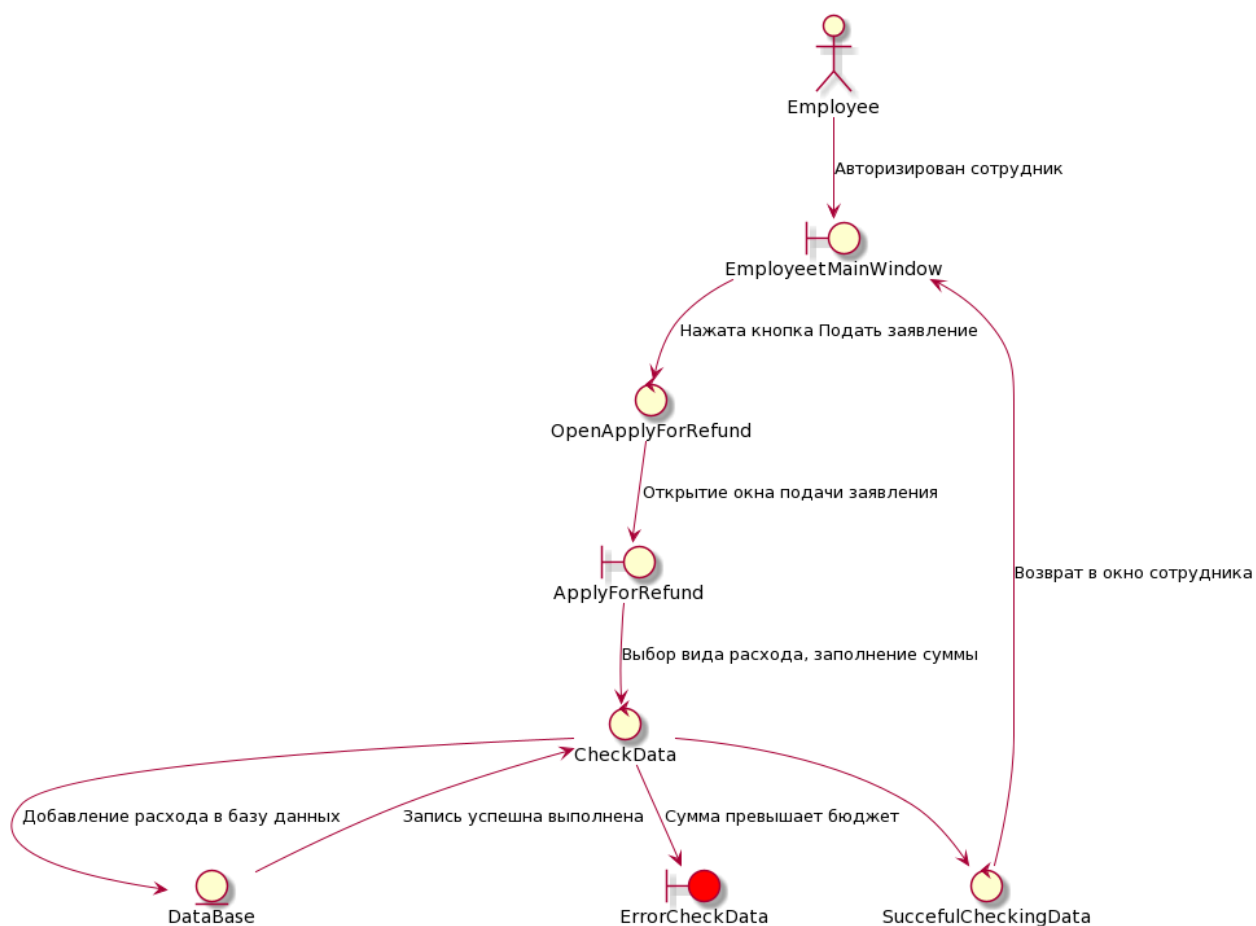 Employee
Авторизирован сотрудник
EmployeetMainWindow
Нажата кнопка Подать заявление
OpenApplyForRefund
Открытие окна подачи заявления
ApplyForRefund
Возврат в окно сотрудника
Выбор вида расхода, заполнение суммы
CheckData
Добавление расхода в базу данных
Запись успешна выполнена
Сумма превышает бюджет
DataBase
ErrorCheckData
SuccefulCheckingData